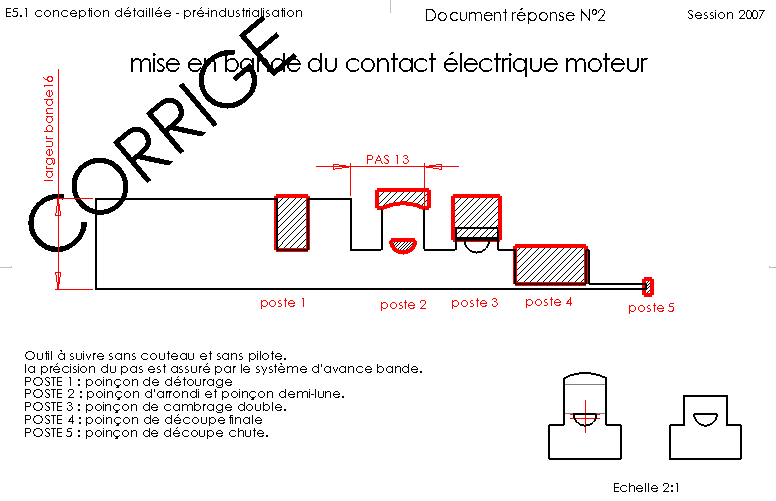 E5.1 conception détaillée - pré-industrialisation
Document réponse N°2
Session 2007
mise en bande du contact électrique moteur
CORRIGE
largeur bande16
PAS 13
poste 1
poste 2
poste 3
poste 4
poste 5
Outil à suivre sans couteau et sans pilote.
la précision du pas est assuré par le système d'avance bande.
POSTE 1 : poinçon de détourage
POSTE 2 : poinçon d'arrondi et poinçon demi-lune.
POSTE 3 : poinçon de cambrage double.
POSTE 4 : poinçon de découpe finale
POSTE 5 : poinçon de découpe chute.
Echelle 2:1